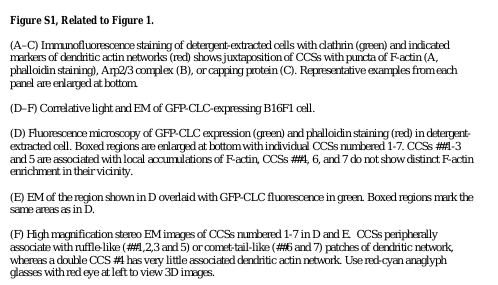 Figure S1, Related to Figure 1.
(A–C) Immunofluorescence staining of detergent-extracted cells with clathrin (green) and indicated
markers of dendritic actin networks (red) shows juxtaposition of CCSs with puncta of F-actin (A,
phalloidin staining), Arp2/3 complex (B), or capping protein (C). Representative examples from each
panel are enlarged at bottom.
(D–F) Correlative light and EM of GFP-CLC-expressing B16F1 cell.
(D) Fluorescence microscopy of GFP-CLC expression (green) and phalloidin staining (red) in detergent-
extracted cell. Boxed regions are enlarged at bottom with individual CCSs numbered 1-7. CCSs ##1-3
and 5 are associated with local accumulations of F-actin, CCSs ##4, 6, and 7 do not show distinct F-actin
enrichment in their vicinity.
(E) EM of the region shown in D overlaid with GFP-CLC fluorescence in green. Boxed regions mark the
same areas as in D.
(F) High magnification stereo EM images of CCSs numbered 1-7 in D and E. CCSs peripherally
associate with ruffle-like (##1,2,3 and 5) or comet-tail-like (##6 and 7) patches of dendritic network,
whereas a double CCS #4 has very little associated dendritic actin network. Use red-cyan anaglyph
glasses with red eye at left to view 3D images.